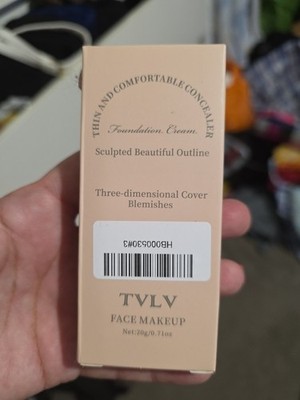 THIN AND COMFORTABLE CONCEALER
Foundation Cream
Sculpted Beautiful Outline
Three-dimensional Cover
Blemishes
HB000530#3
TVLV
FACE MAKEUP
Net:20g/0.71oz